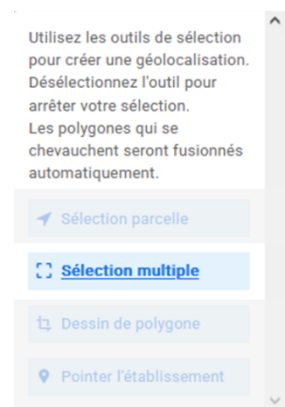 Utilisez les outils de sélection
pour créer une géolocalisation.
Désélectionnez l'outil pour
arrêter votre sélection.
Les polygones qui se
chevauchent seront fusionnés
automatiquement.
Sélection parcelle
Sélection multiple
Dessin de polygone
Pointer l'établissement